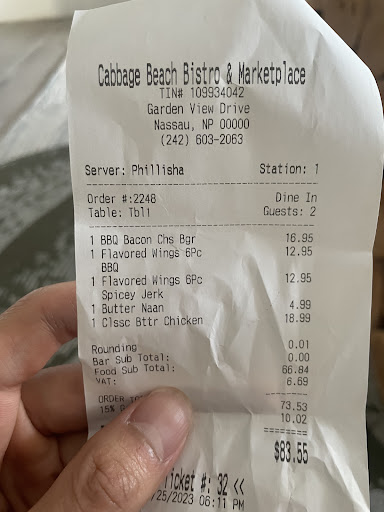 Cabbage Beach Bistro & Marketplace
TIN# 109934042
Garden View Drive
Nassau, NP 00000
(242) 603-2063
Server: Phillisha Station: 1
Order #:2248 Dine In
Table: Tbl1 Guests: 2
1 BBQ Bacon Chs Bgr 16.95
1 Flavored Wings 6Pc 12.95
BBQ
1 Flavored Wings 6Pc 12.95
Spicey Jerk
1 Butter Naan 4.99
1 Clssc Bttr Chicken 18.99
Rounding 0.01
Bar Sub Total: 0.00
Food Sub Total: 66.84
VAT: 6.69
ORDER 73.53
15% 10.02
$83.55
Ticket #: 32 <<
/25/2023 06:11 PM